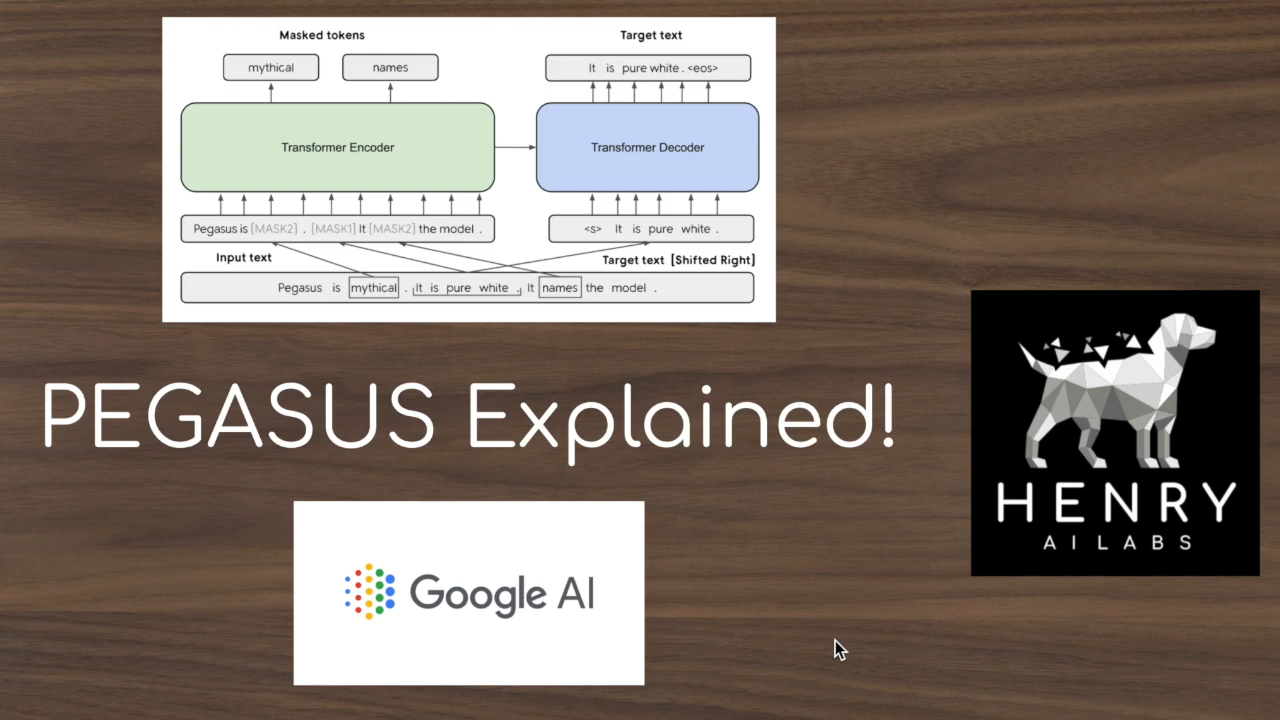 Masked tokens
Target text
mythical
names
It is pure white . <eos>
Transformer Encoder
Transformer Decoder
Pegasus is [MASK2] . [MASK1] It [MASK2] the model .
<s> It is pure white .
Input text
Target text [Shifted Right]
Pegasus is mythical . It is pure white . It names the model .
PEGASUS Explained!
HENRY
AI LABS
Google AI